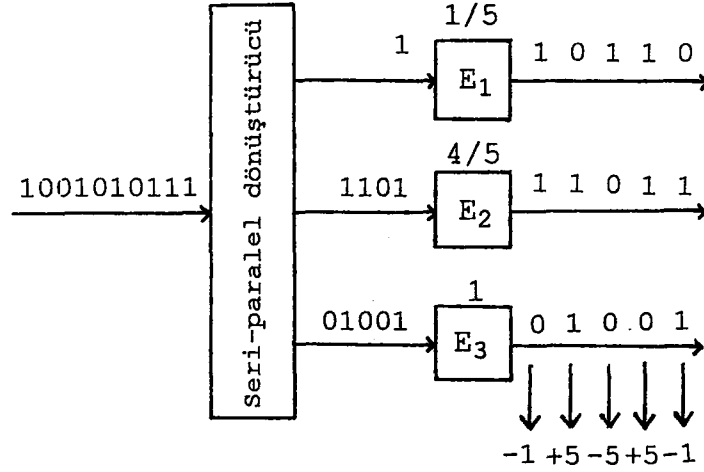 1/5
1
E1
1 0 1 1 0
Seri-paralel dönüştürücü
4/5
1001010111
1101
E2
1 1 0 1 1
1
01001
E3
0 1 0 0 1
-1 +5 -5 +5 -1